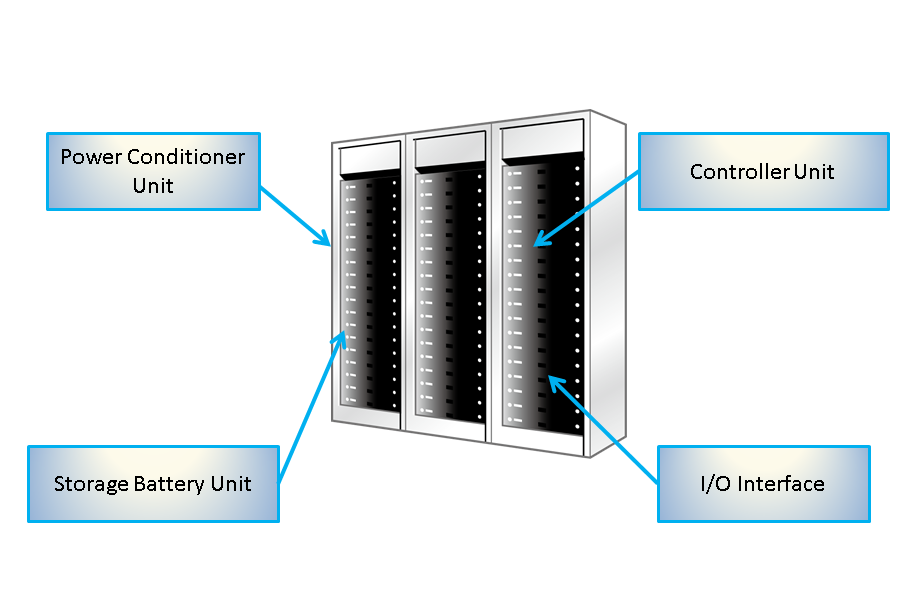 Power Conditioner
Unit
Controller Unit
Storage Battery Unit
I/O Interface